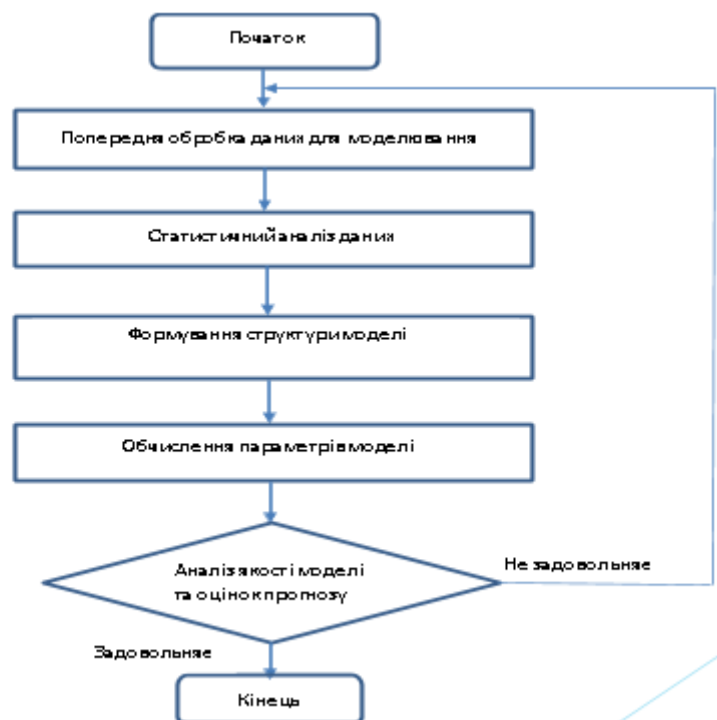 Початок
Попередня обробка даних для моделювання
Статистичний аналіз даних
Формування структури моделі
Обчислення параметрів моделі
Аналіз якості моделі
та оцінок прогнозу
Не задовольняє
Задовольняє
Кінець